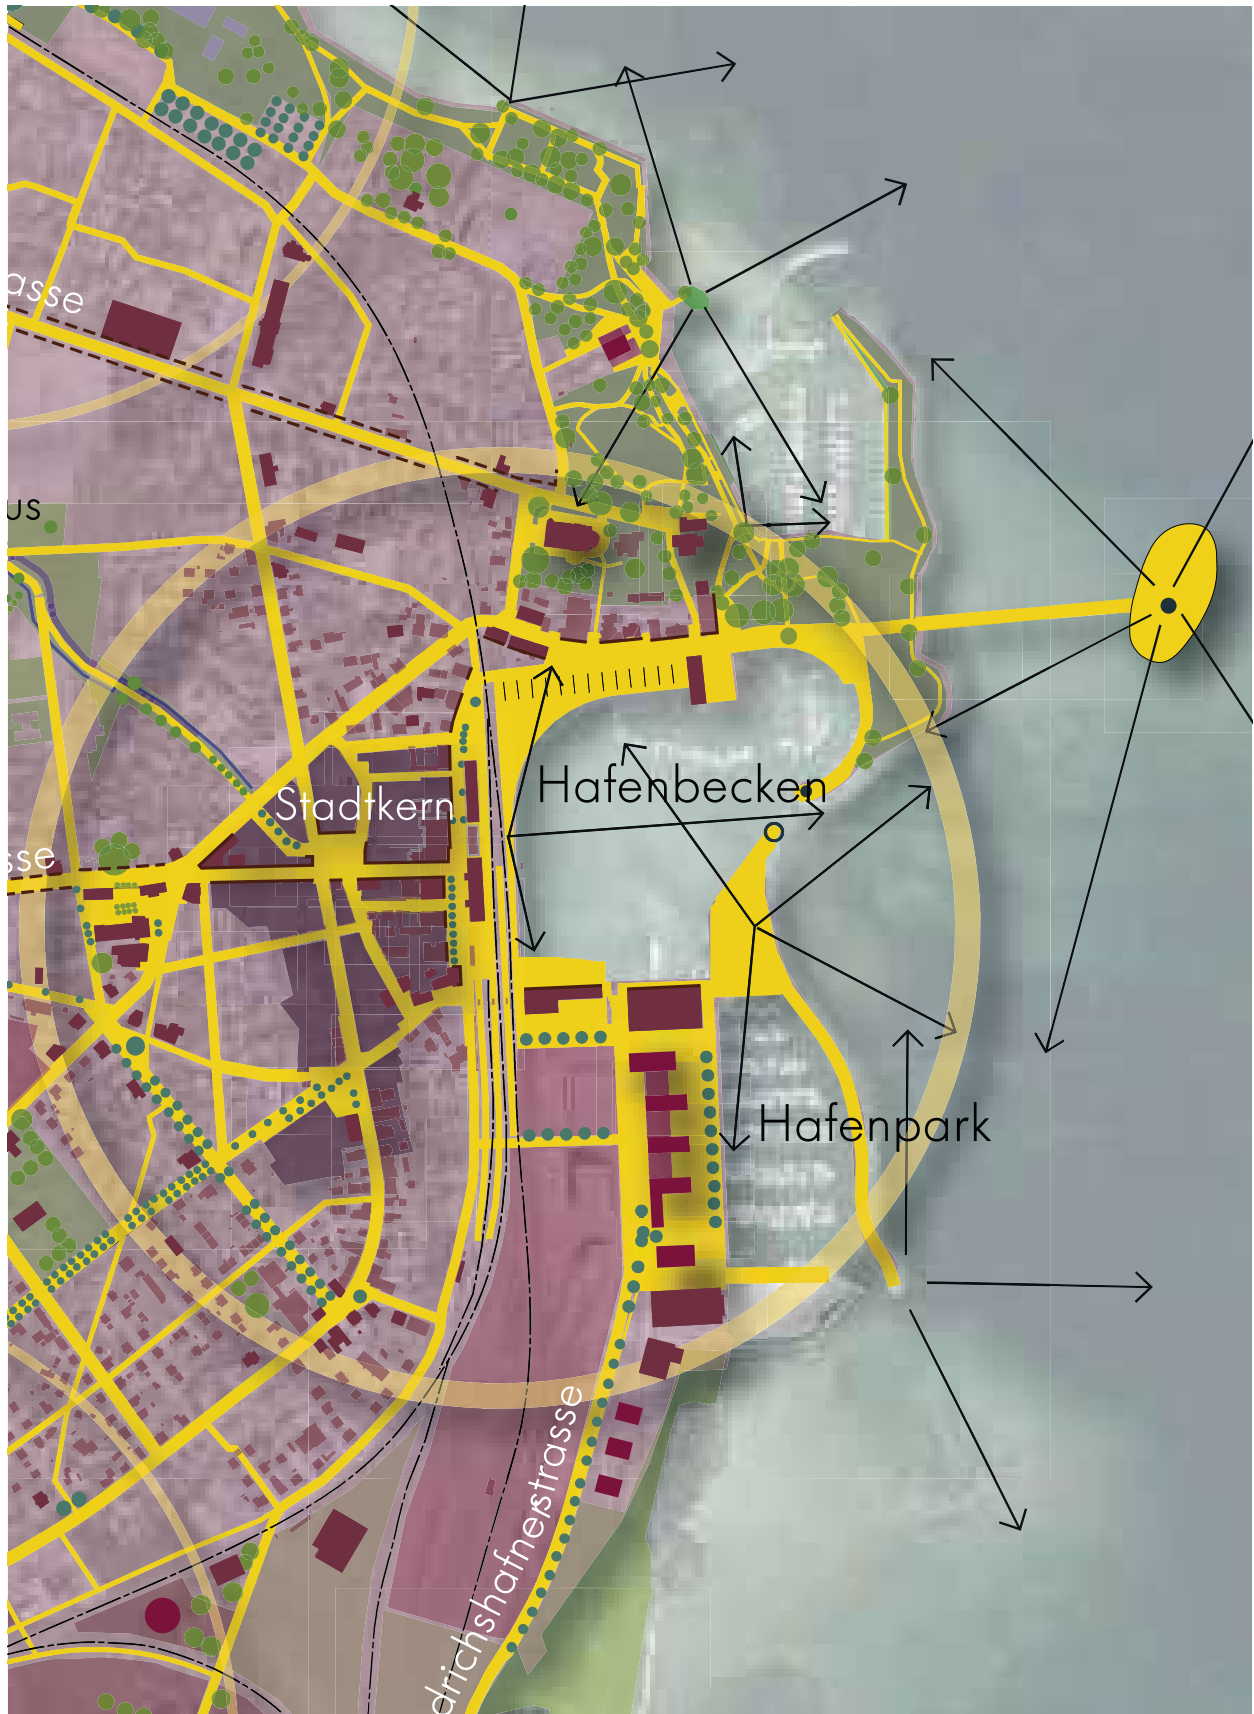 asse
us
Hafenbecken
Stadtkern
sse
Hafenpark
drichshafnerstrasse